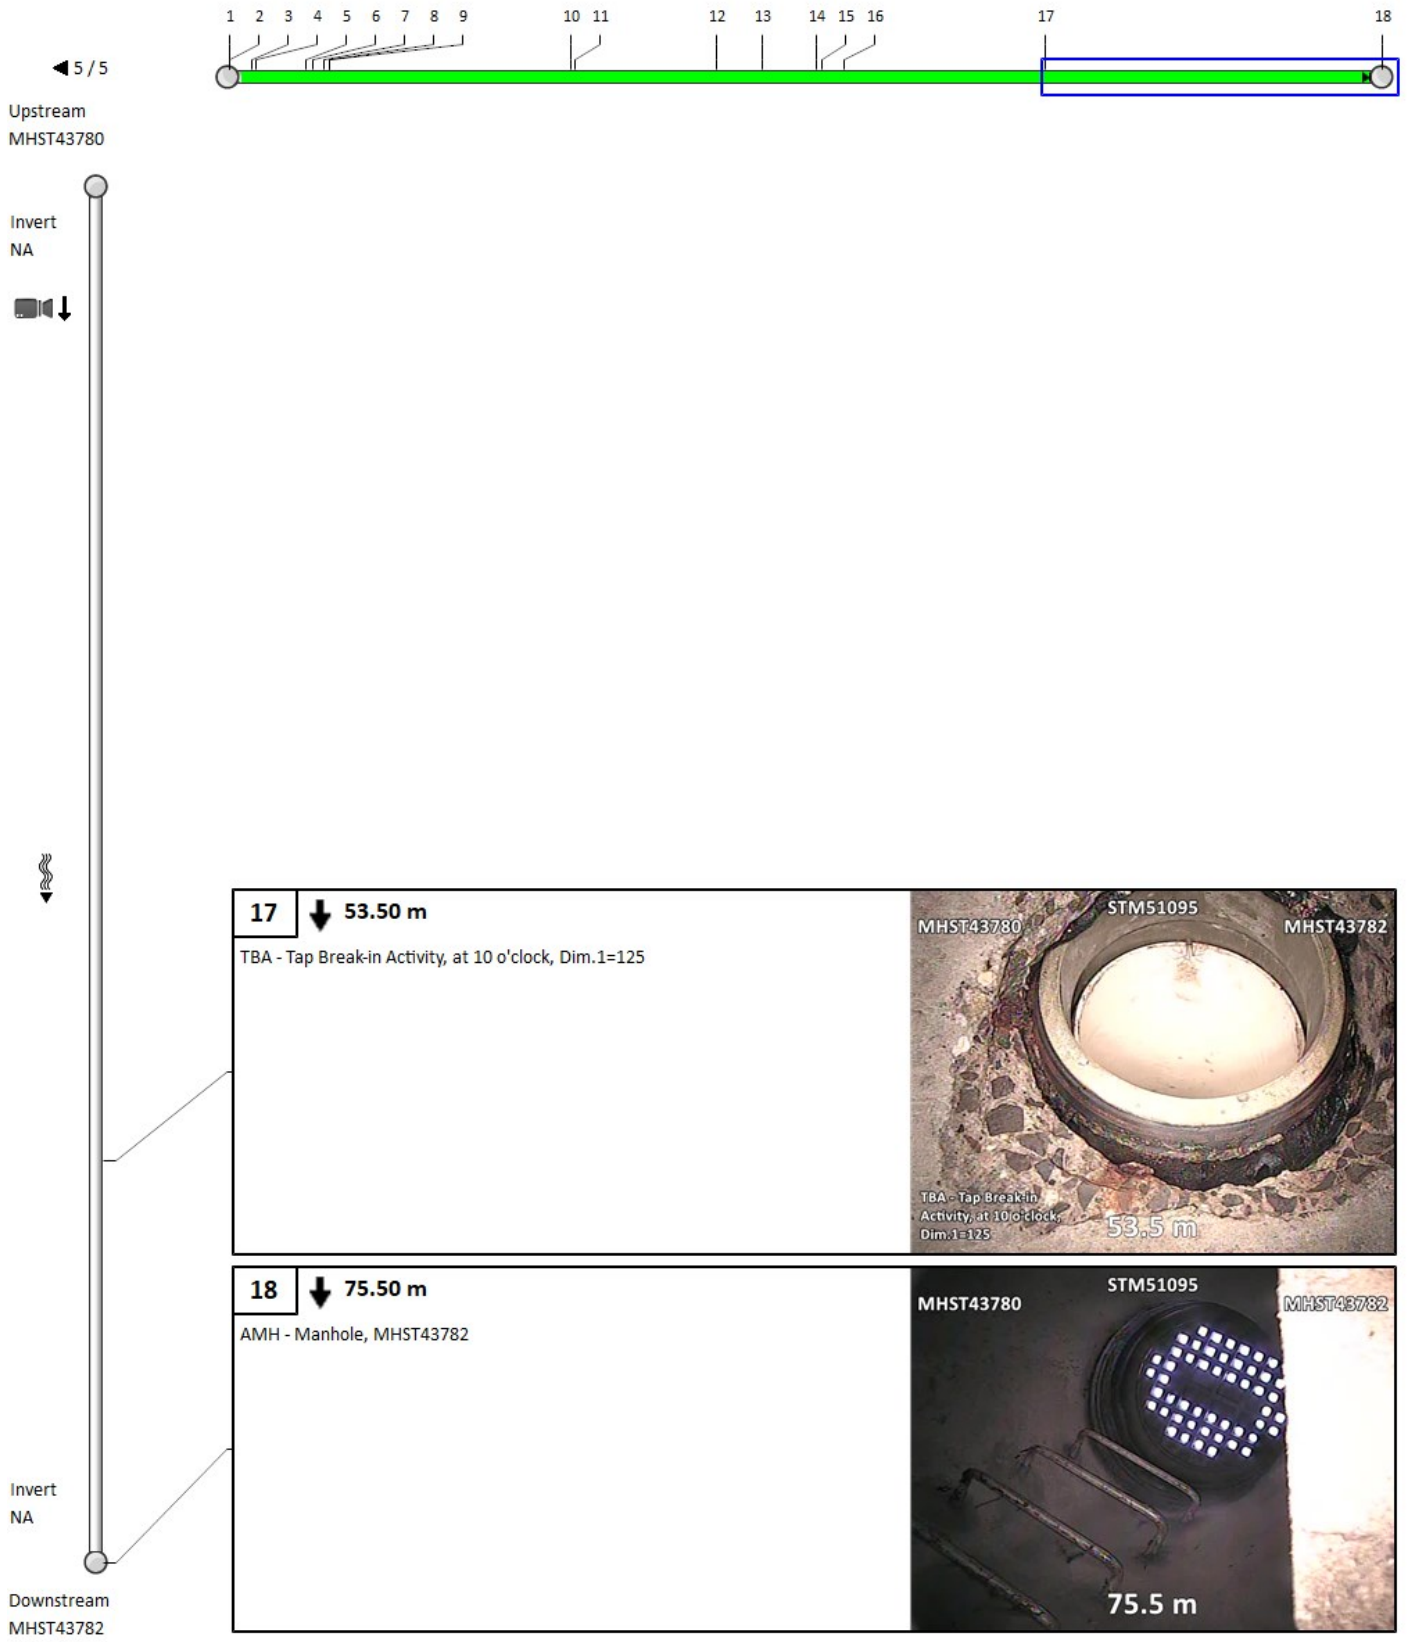 1 2 3 4 5 6 7 8 9 10 11 12 13 14 15 16 17 18
5 / 5
Upstream
MHST43780
Invert
NA
17 53.50 m
TBA - Tap Break-in Activity, at 10 o'clock, Dim.1=125
STM51095
MHST43780 MHST43782
TBA - Tap Break-in
Activity, at 10 o'clock,
Dim.1=125
53.5 m
18 75.50 m
AMH - Manhole, MHST43782
STM51095
MHST43780 MHST43782
75.5 m
Invert
NA
Downstream
MHST43782